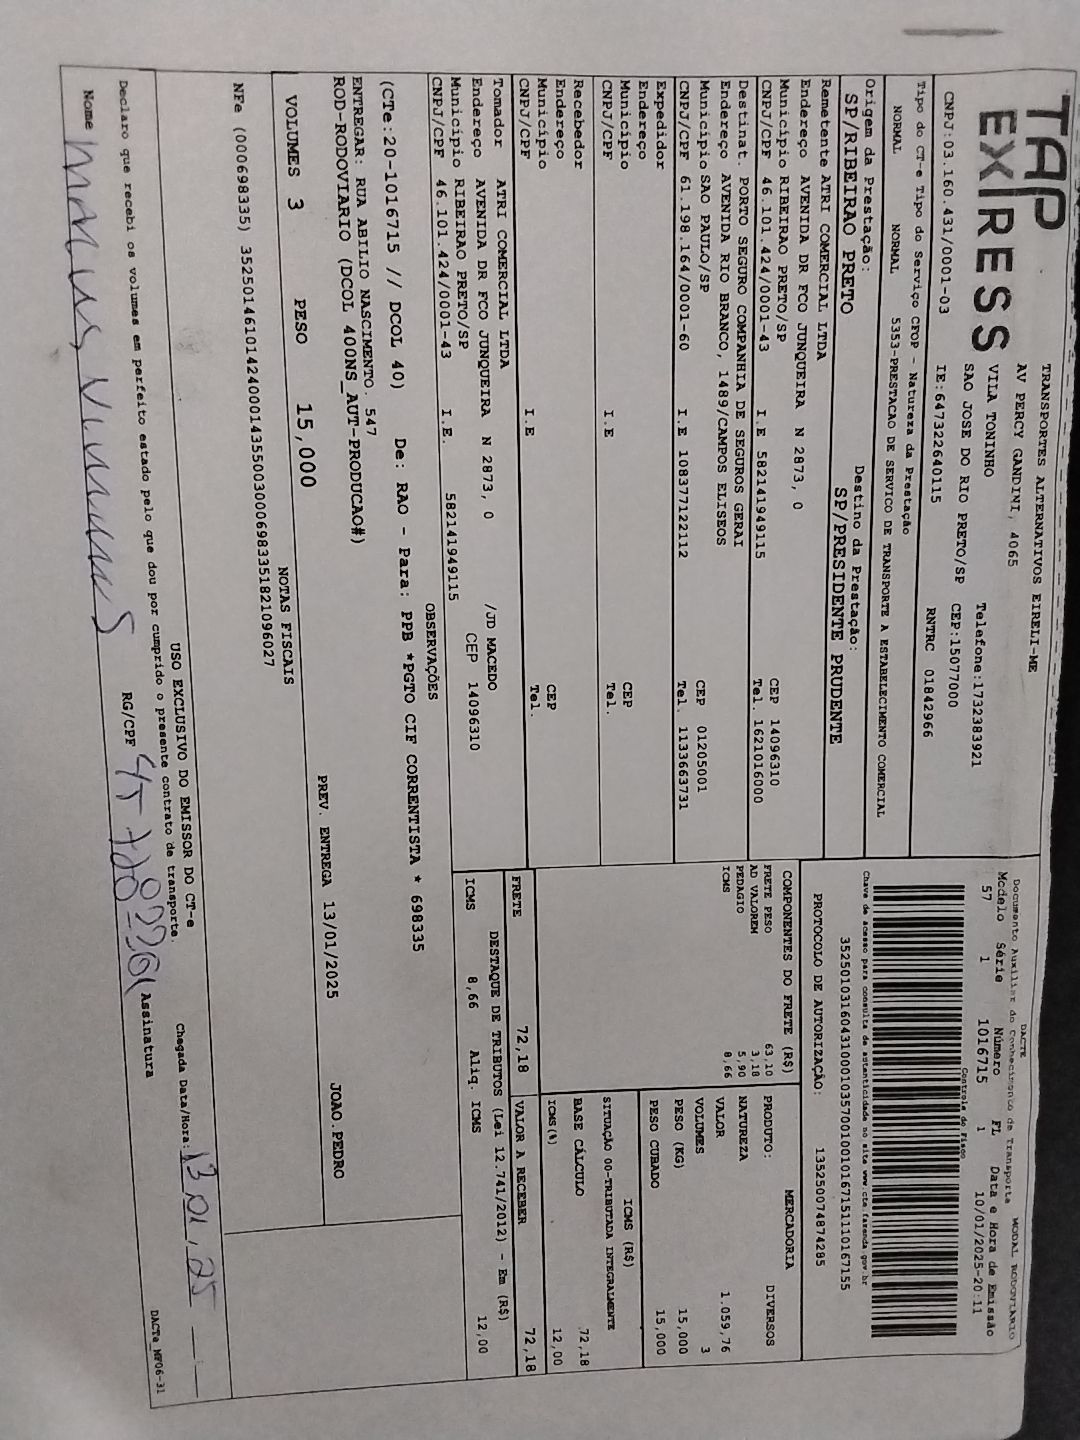 TAP EXPRESS
TRANSPORTES ALTERNATIVOS EIRELI-ME
AV PERCY GANDINI, 4065
VILA TONINHO Telefone:1732383921
SAO JOSE DO RIO PRETO/SP CEP:15077000
CNPJ:03.160.431/0001-03 IE:647322640115 RNTRC 01842966
DACTE MODAL RODOVIÁRIO
Documento Auxiliar do Conhecimento de Transporte
Modelo Série Número FL Data e Hora de Emissão
57 1 1016715 1 10/01/2025-20:11
Controle do Fisco
Chave de acesso para consulta de autenticidade no site www.cte.fazenda.gov.br
PROTOCOLO DE AUTORIZAÇÃO: 135250074874285
Tipo do CT-e Tipo do Serviço CFOP - Natureza da Prestação
NORMAL NORMAL 5353-PRESTACAO DE SERVICO DE TRANSPORTE A ESTABELECIMENTO COMERCIAL
Origem da Prestação: Destino da Prestação:
SP/RIBEIRAO PRETO SP/PRESIDENTE PRUDENTE
Remetente ATRI COMERCIAL LTDA
Endereço AVENIDA DR FCO JUNQUEIRA N 2873, 0
Município RIBEIRAO PRETO/SP CEP 14096310
CNPJ/CPF 46.101.424/0001-43 I.E 582141949115 Tel. 1621016000
Destinat. PORTO SEGURO COMPANHIA DE SEGUROS GERAI
Endereço AVENIDA RIO BRANCO, 1489/CAMPOS ELISEOS
Município SAO PAULO/SP CEP 01205001
CNPJ/CPF 61.198.164/0001-60 I.E 108377122112 Tel. 1133663731
Expedidor
Endereço
Município CEP
CNPJ/CPF I.E Tel.
Recebedor
Endereço
Município CEP
CNPJ/CPF I.E Tel.
Tomador ATRI COMERCIAL LTDA
Endereço AVENIDA DR FCO JUNQUEIRA N 2873, 0 /JD MACEDO
Município RIBEIRAO PRETO/SP CEP 14096310
CNPJ/CPF 46.101.424/0001-43 I.E. 582141949115
COMPONENTES DO FRETE (R$)
FRETE PESO 63,10
AD VALOREM 3,18
PEDAGIO 5,90
ICMS 8,66
MERCADORIA
PRODUTO: DIVERSOS
NATUREZA
VALOR 1.059,76
VOLUMES 3
PESO (KG) 15,000
PESO CUBADO 15,000
ICMS (R$)
SITUAÇÃO 00-TRIBUTADA INTEGRALMENTE
BASE CÁLCULO 72,18
ICMS(%) 12,00
FRETE 72,18 VALOR A RECEBER 72,18
DESTAQUE DE TRIBUTOS (Lei 12.741/2012) - Em (R$)
ICMS 8,66 Aliq. ICMS 12,00
OBSERVAÇÕES
(CTe:20-1016715 // DCOL 40) De: RAO - Para: PPB *PGTO CIF CORRENTISTA * 698335
ENTREGAR: RUA ABILIO NASCIMENTO. 547
ROD-RODOVIARIO (DCOL 400NS_AUT-PRODUCAO#)
PREV. ENTREGA 13/01/2025 JOAO.PEDRO
VOLUMES 3 PESO 15,000
NOTAS FISCAIS
NFe (000698335)
USO EXCLUSIVO DO EMISSOR DO CT-e
Declaro que recebi os volumes em perfeito estado pelo que dou por cumprido o presente contrato de transporte.
Chegada Data/Hora: 13 01, 25
Nome RG/CPF Assinatura
DACTe_MF06-31